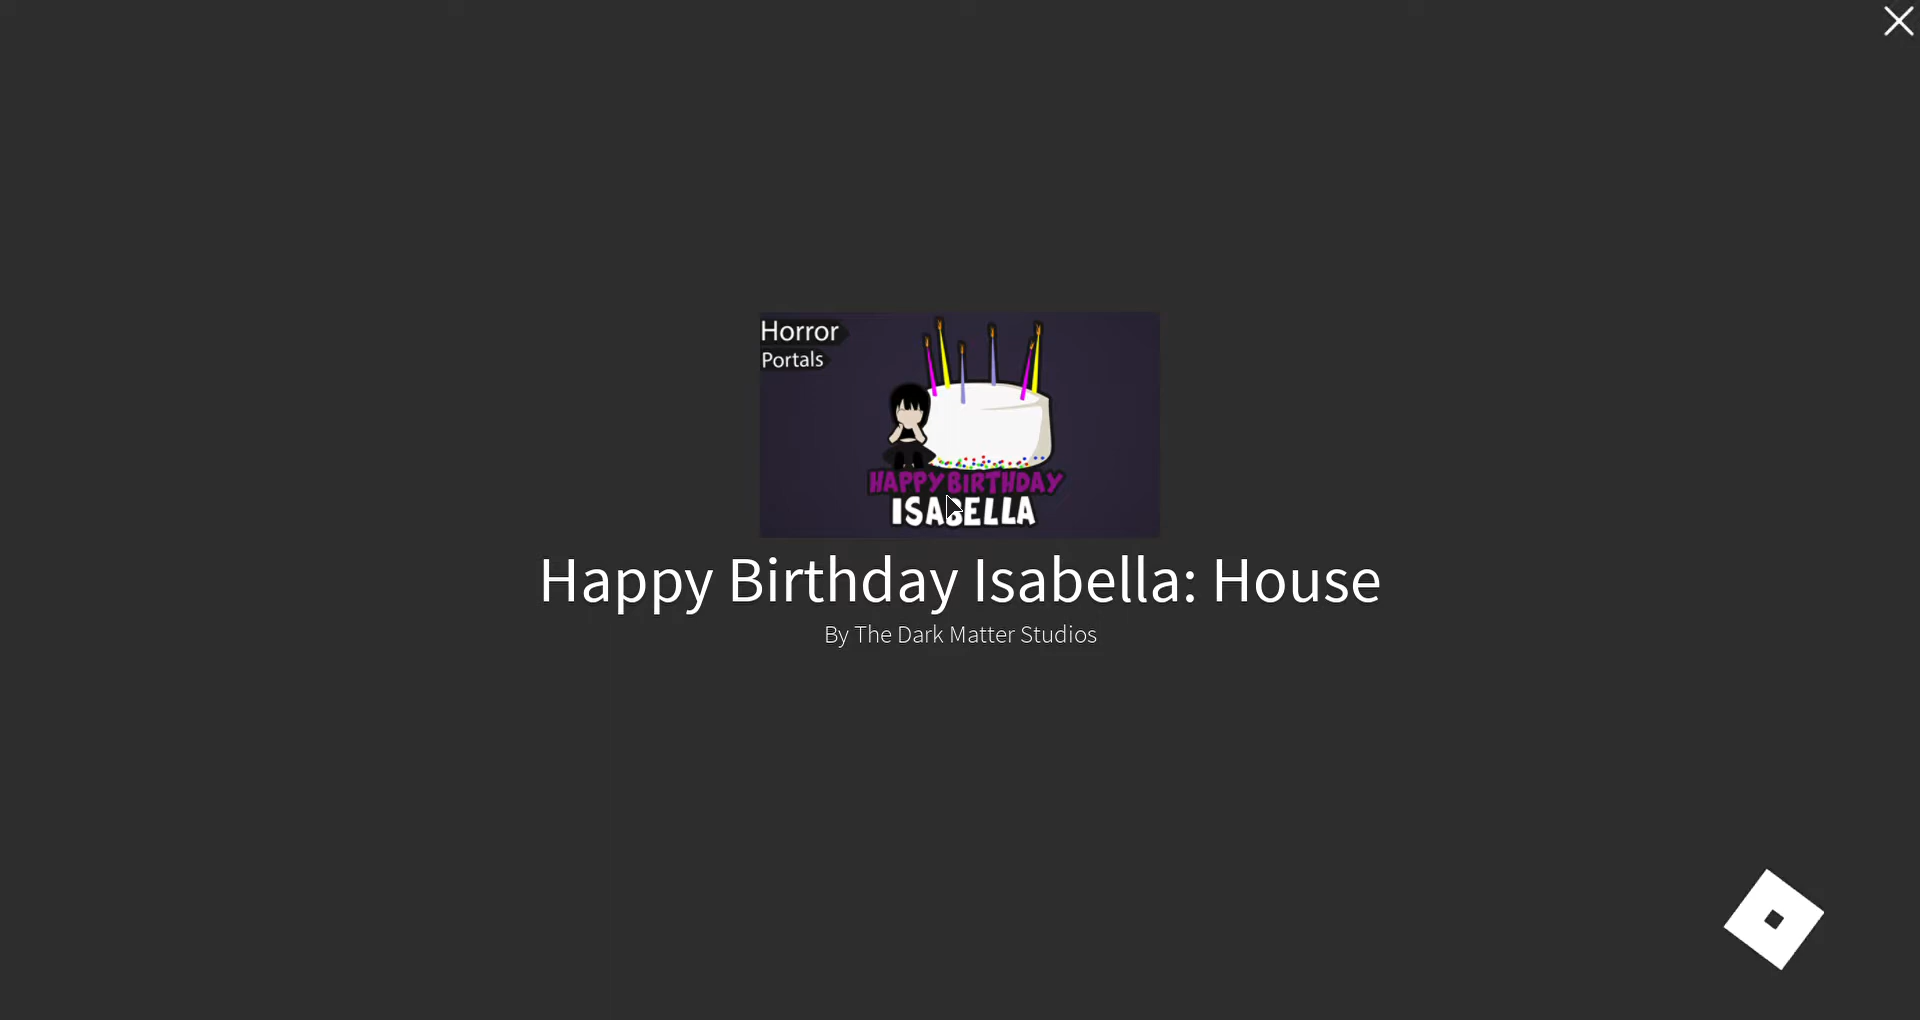 Horror
Portals
HAPPY BIRTHDAY
ISABELLA
Happy Birthday Isabella: House
By The Dark Matter Studios